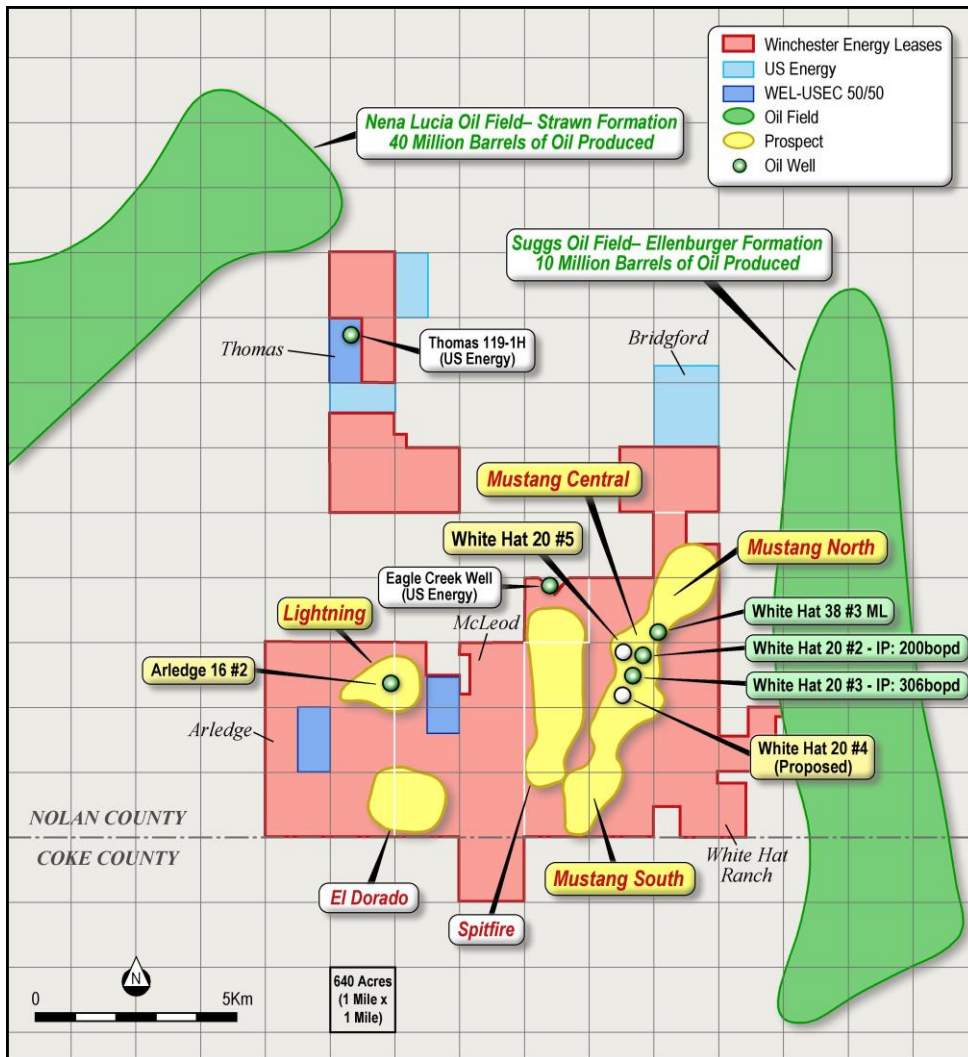 Winchester Energy Leases
US Energy
WEL-USEC 50/50
Oil Field
Prospect
Oil Well
Nena Lucia Oil Field– Strawn Formation
40 Million Barrels of Oil Produced
Suggs Oil Field– Ellenburger Formation
10 Million Barrels of Oil Produced
Thomas
Thomas 119-1H
(US Energy)
Bridgford
Mustang Central
White Hat 20 #5
Mustang North
Eagle Creek Well
(US Energy)
Lightning
McLeod
White Hat 38 #3 ML
White Hat 20 #2 - IP: 200bopd
White Hat 20 #3 - IP: 306bopd
Arledge 16 #2
Arledge
White Hat 20 #4
(Proposed)
NOLAN COUNTY
COKE COUNTY
White Hat
Ranch
El Dorado
Spitfire
Mustang South
N
0
5Km
640 Acres
(1 Mile x
1 Mile)